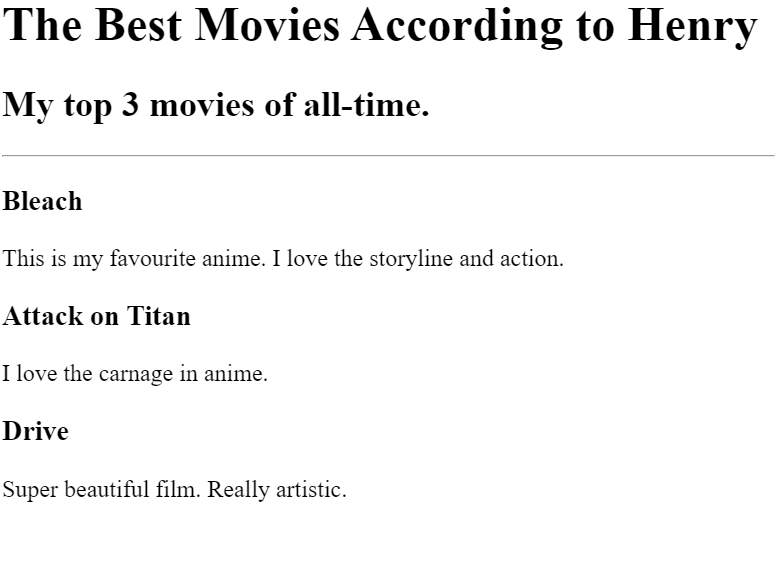 The Best Movies According to Henry
My top 3 movies of all-time.
Bleach
This is my favourite anime. I love the storyline and action.
Attack on Titan
I love the carnage in anime.
Drive
Super beautiful film. Really artistic.